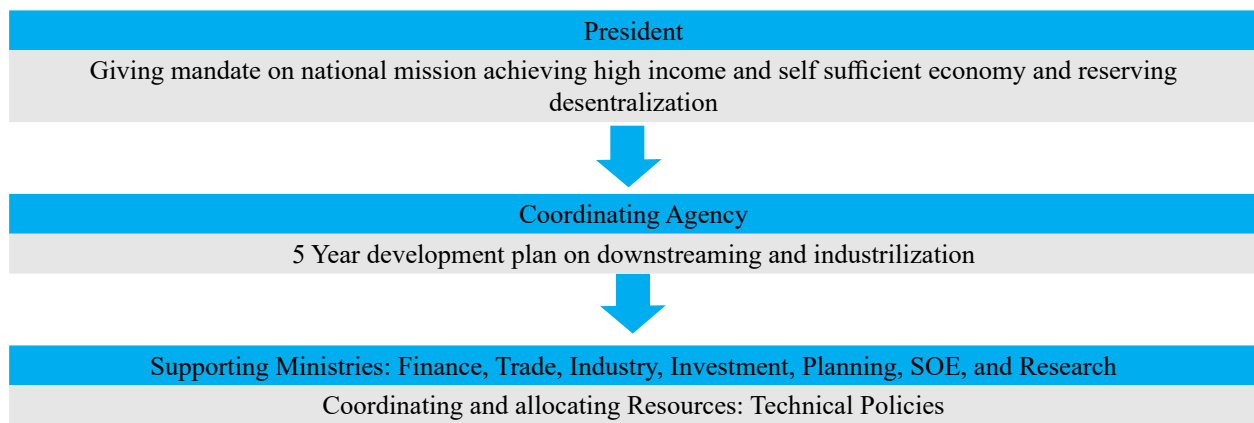 President
Giving mandate on national mission achieving high income and self sufficient economy and reserving
desentralization
Coordinating Agency
5 Year development plan on downstreaming and industrilization
Supporting Ministries: Finance, Trade, Industry, Investment, Planning, SOE, and Research
Coordinating and allocating Resources: Technical Policies